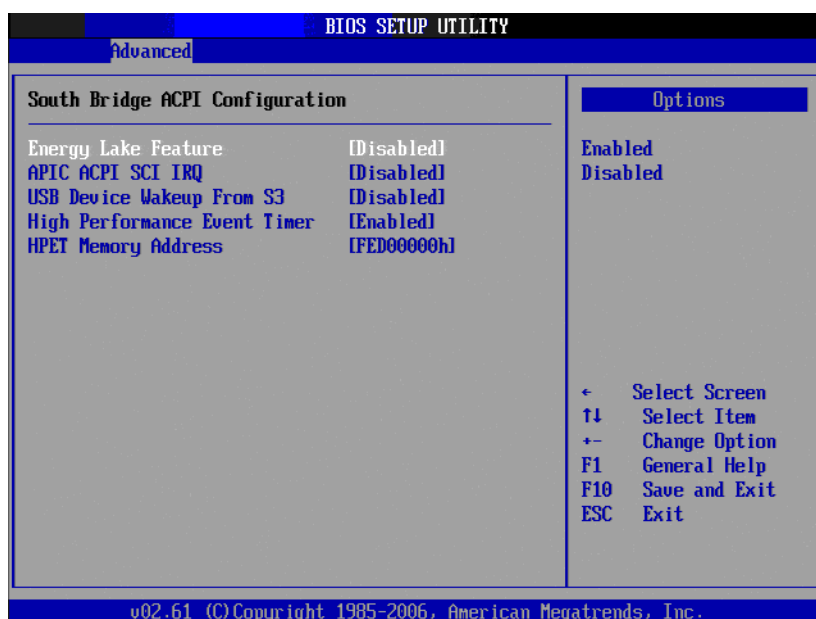 BIOS SETUP UTILITY
Advanced
South Bridge ACPI Configuration
Energy Lake Feature [Disabled]
APIC ACPI SCI IRQ [Disabled]
USB Device Wakeup From S3 [Disabled]
High Performance Event Timer [Enabled]
HPET Memory Address [FED00000h]
Options
Enabled
Disabled
← Select Screen
↑↓ Select Item
+- Change Option
F1 General Help
F10 Save and Exit
ESC Exit
v02.61 (C)Copyright 1985-2006, American Megatrends, Inc.